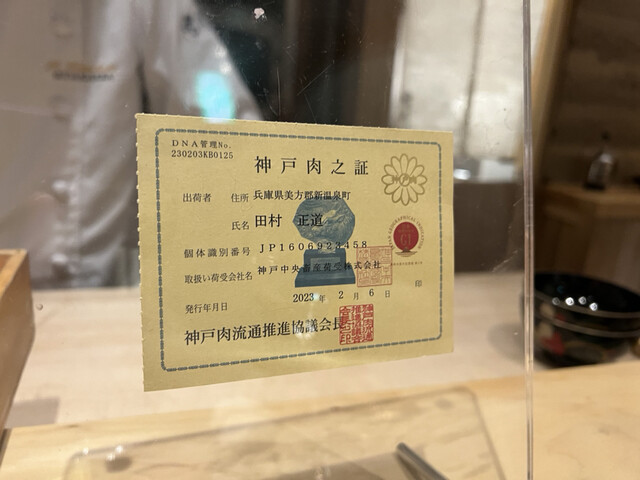 DNA管理No.
230203KB0125
神戸肉之証
出荷者 住所 兵庫県美方郡新温泉町
氏名 田村 正道
個体識別番号 JP1606923458
取扱い荷受会社名 神戸中央畜産荷受株式会社
発行年月日 2023年 2月 6日 印
神戸肉流通推進協議会長